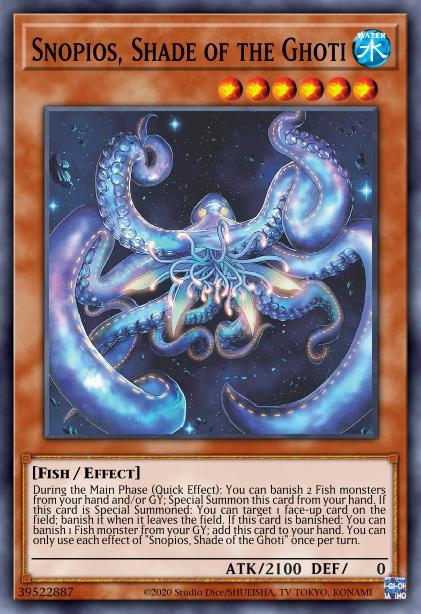 SNOPIOS, SHADE OF THE GHOTI
WATER
水
[FISH / EFFECT]
During the Main Phase (Quick Effect): You can banish 2 Fish monsters
from your hand and/or GY; Special Summon this card from your hand. If
this card is Special Summoned: You can target 1 face-up card on the
field; banish it when it leaves the field. If this card is banished: You can
banish 1 Fish monster from your GY; add this card to your hand. You can
only use each effect of "Snopios, Shade of the Ghoti" once per turn.
ATK/2100 DEF/ 0
39522887
©2020 Studio Dice/SHUEISHA, TV TOKYO, KONAMI